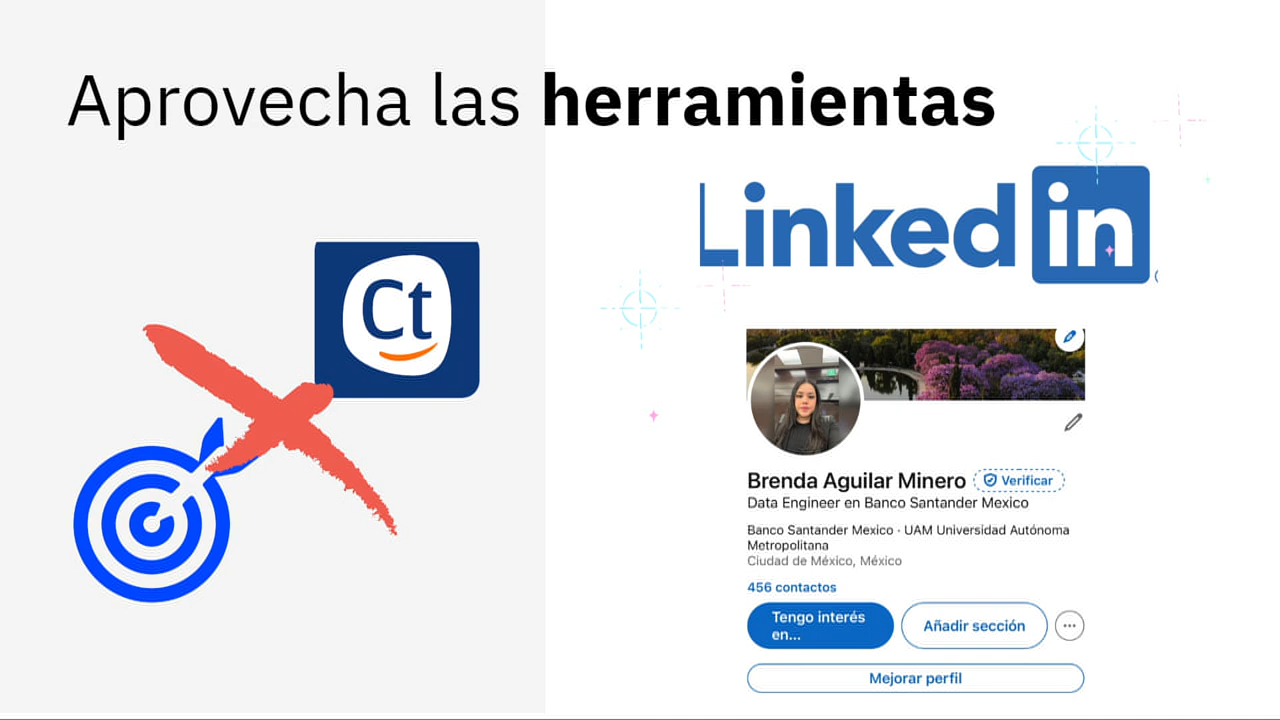 Aprovecha las herramientas
Linked in
Ct
Brenda Aguilar Minero Verificar
Data Engineer en Banco Santander Mexico
Banco Santander Mexico · UAM Universidad Autónoma
Metropolitana
Ciudad de México, México
456 contactos
Tengo interés
en...
Añadir sección
Mejorar perfil